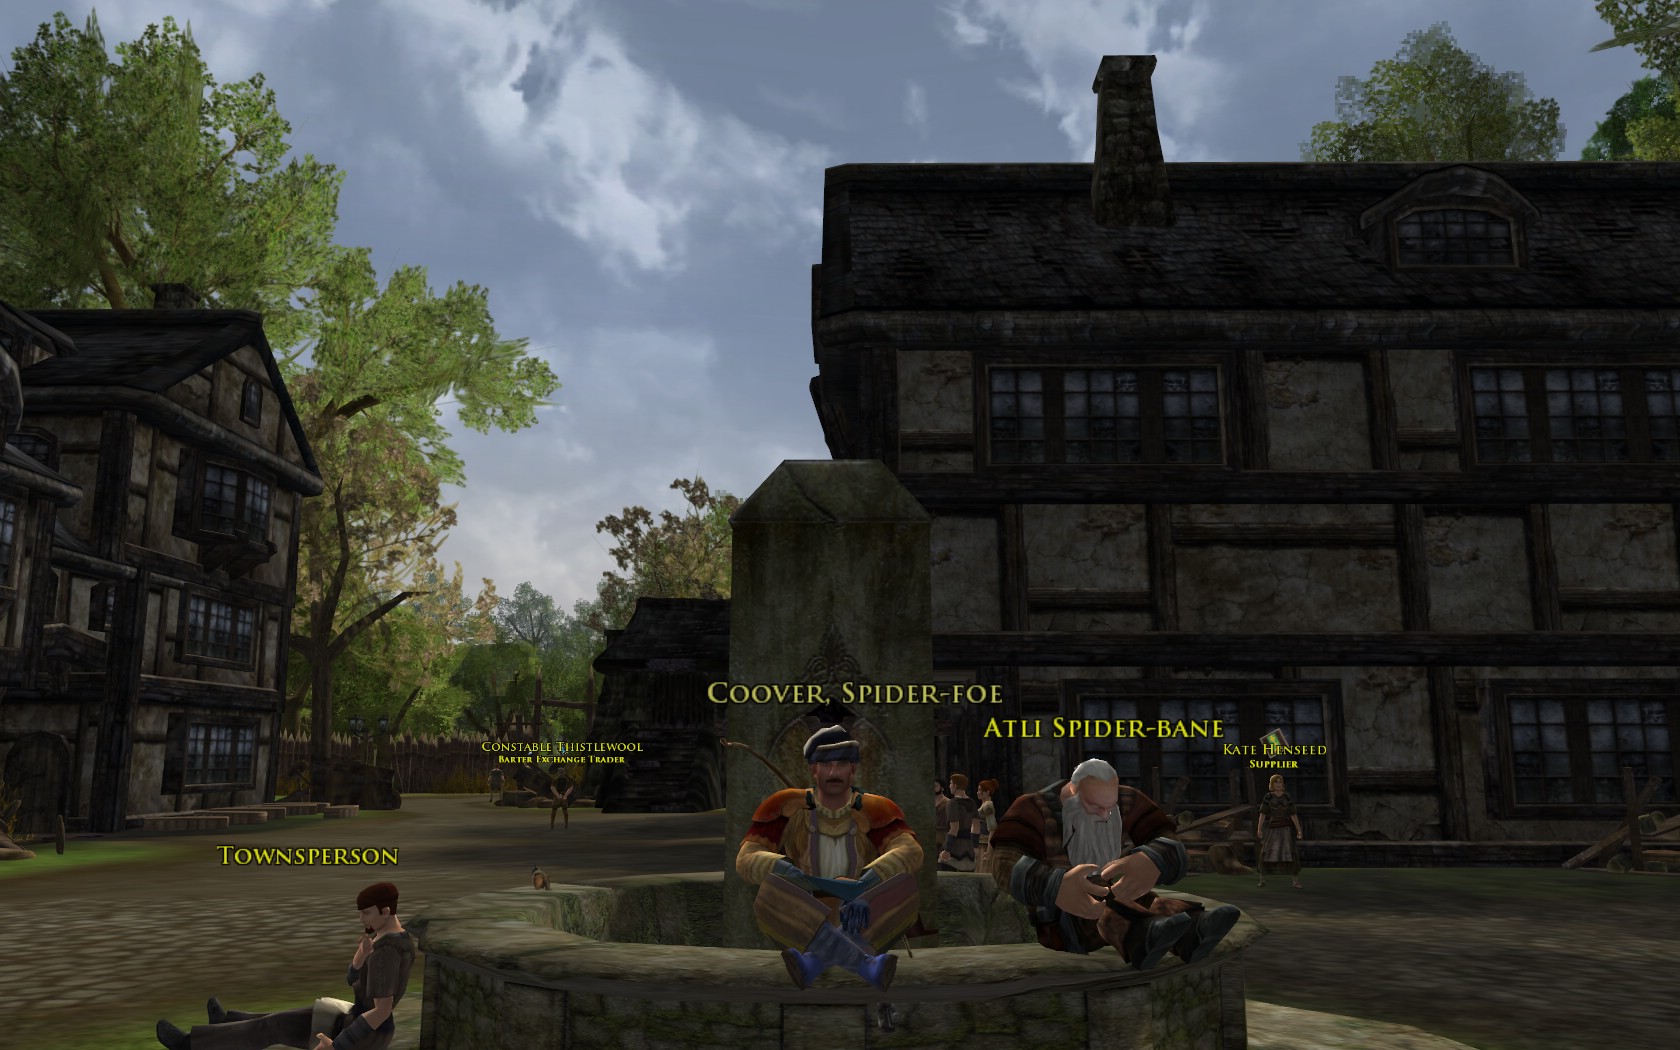 Coover, Spider-foe
Atli Spider-bane
Constable Thistlewool
Barter Exchange Trader
Kate Henseed
Supplier
Townsperson